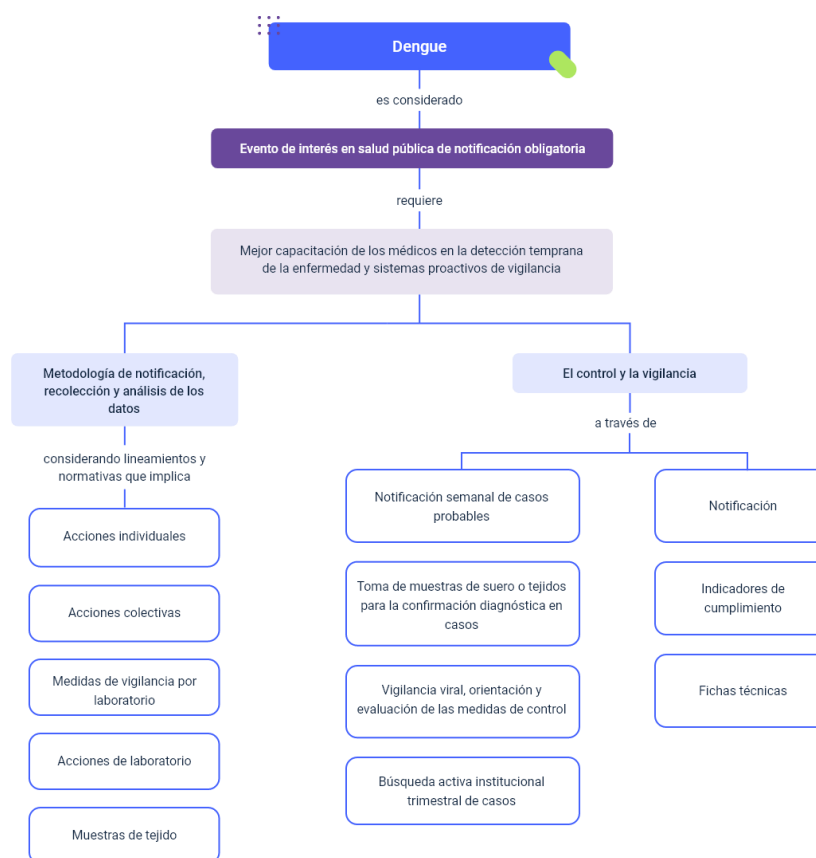 Dengue
es considerado
Evento de interés en salud pública de notificación obligatoria
requiere
Mejor capacitación de los médicos en la detección temprana
de la enfermedad y sistemas proactivos de vigilancia
Metodología de notificación,
recolección y análisis de los
datos
considerando lineamientos y
normativas que implica
Acciones individuales
Acciones colectivas
Medidas de vigilancia por
laboratorio
Acciones de laboratorio
Muestras de tejido
El control y la vigilancia
a través de
Notificación semanal de casos
probables
Toma de muestras de suero o tejidos
para la confirmación diagnóstica en
casos
Vigilancia viral, orientación y
evaluación de las medidas de control
Búsqueda activa institucional
trimestral de casos
Notificación
Indicadores de
cumplimiento
Fichas técnicas